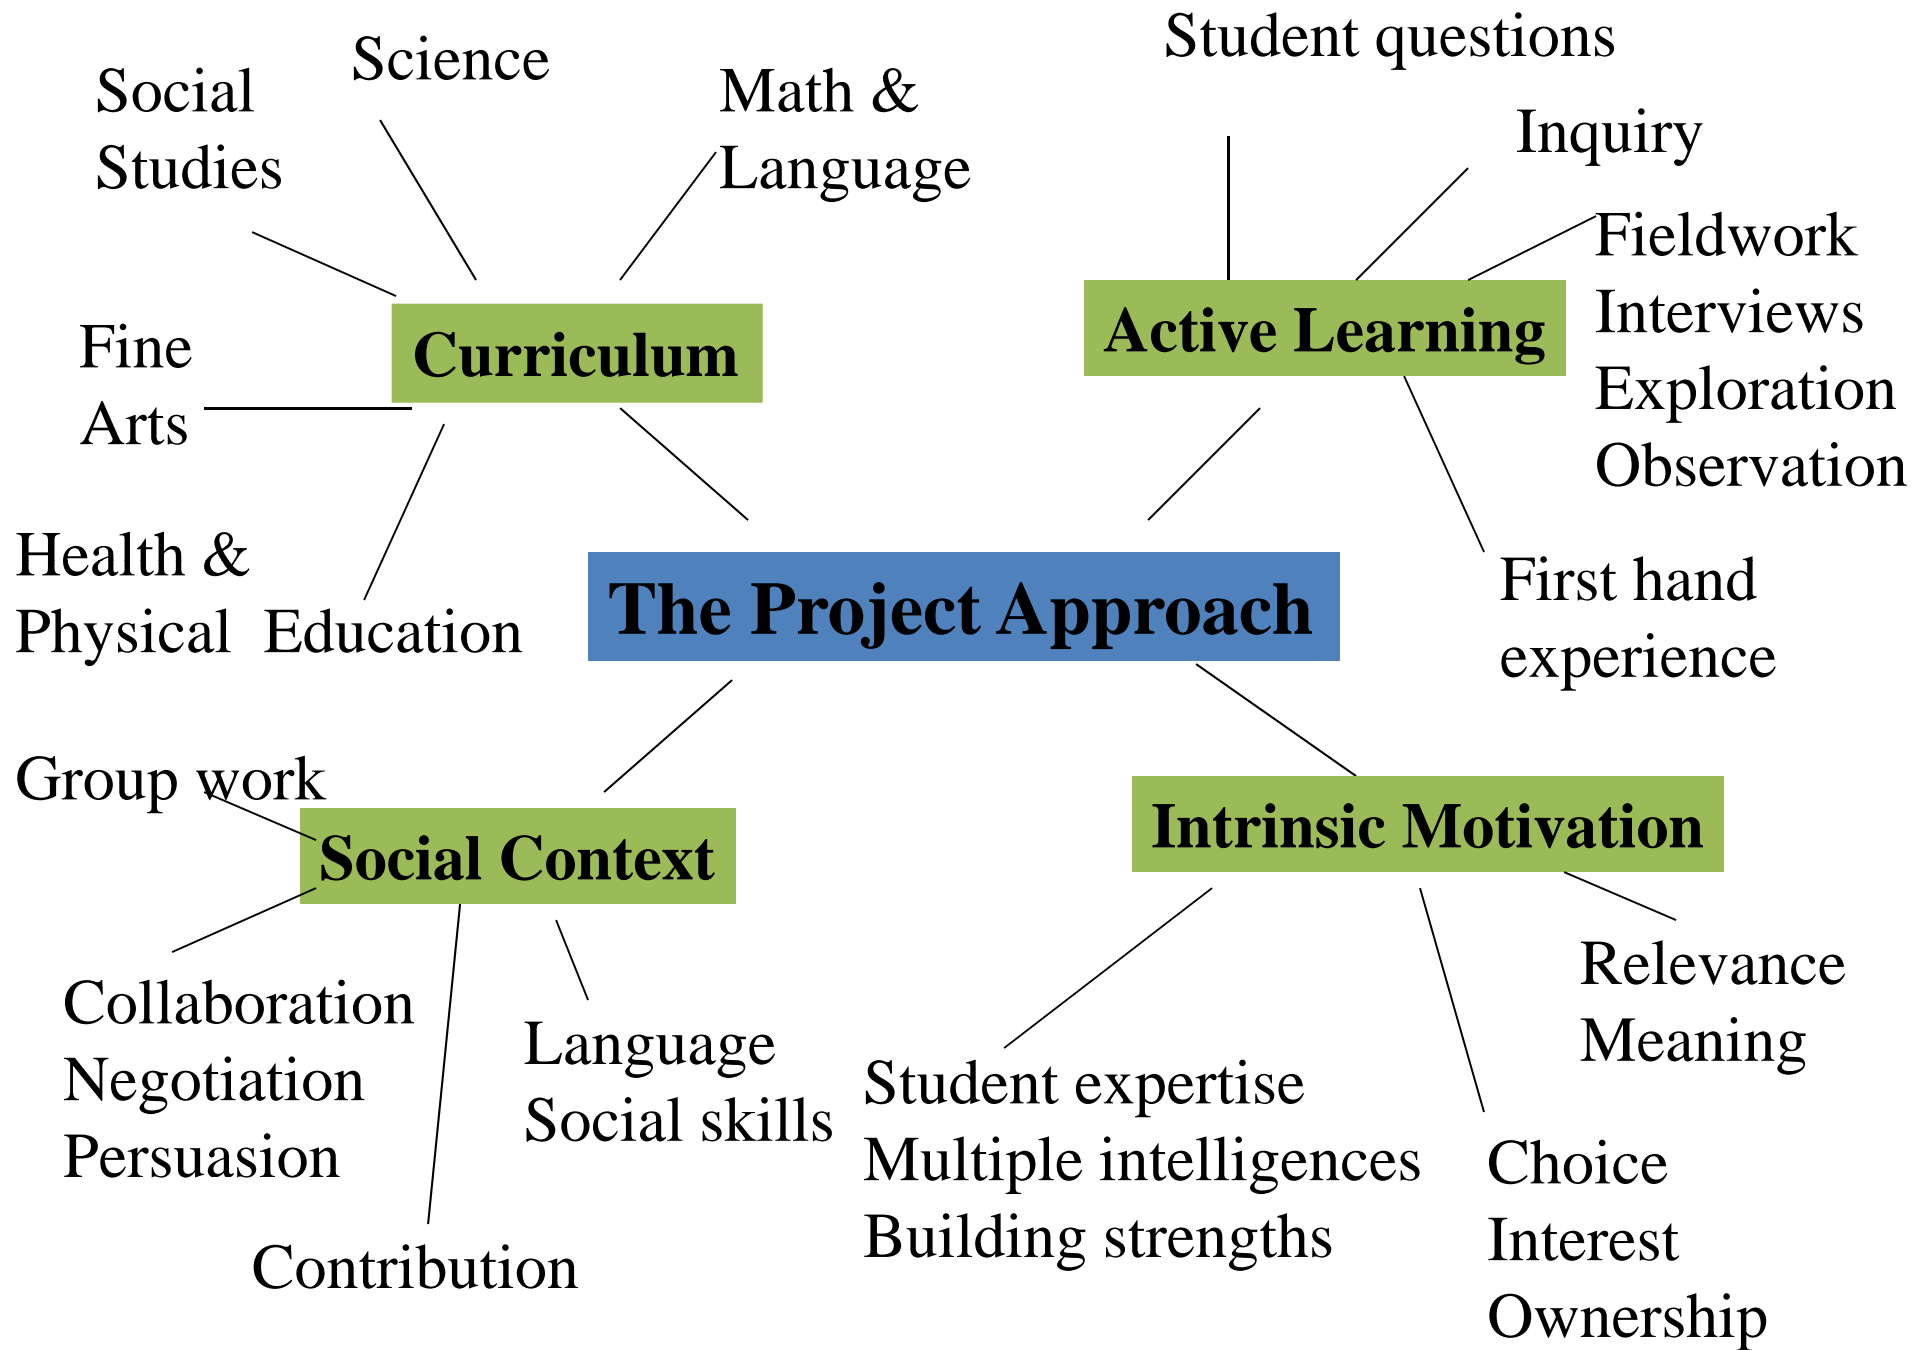 Science
Social
Studies
Math &
Language
Fine
Arts
Curriculum
Health &
Physical  Education
Student questions
Inquiry
Fieldwork
Interviews
Exploration
Observation
Active Learning
First hand
experience
The Project Approach
Group work
Social Context
Collaboration
Negotiation
Persuasion
Language
Social skills
Contribution
Intrinsic Motivation
Student expertise
Multiple intelligences
Building strengths
Relevance
Meaning
Choice
Interest
Ownership